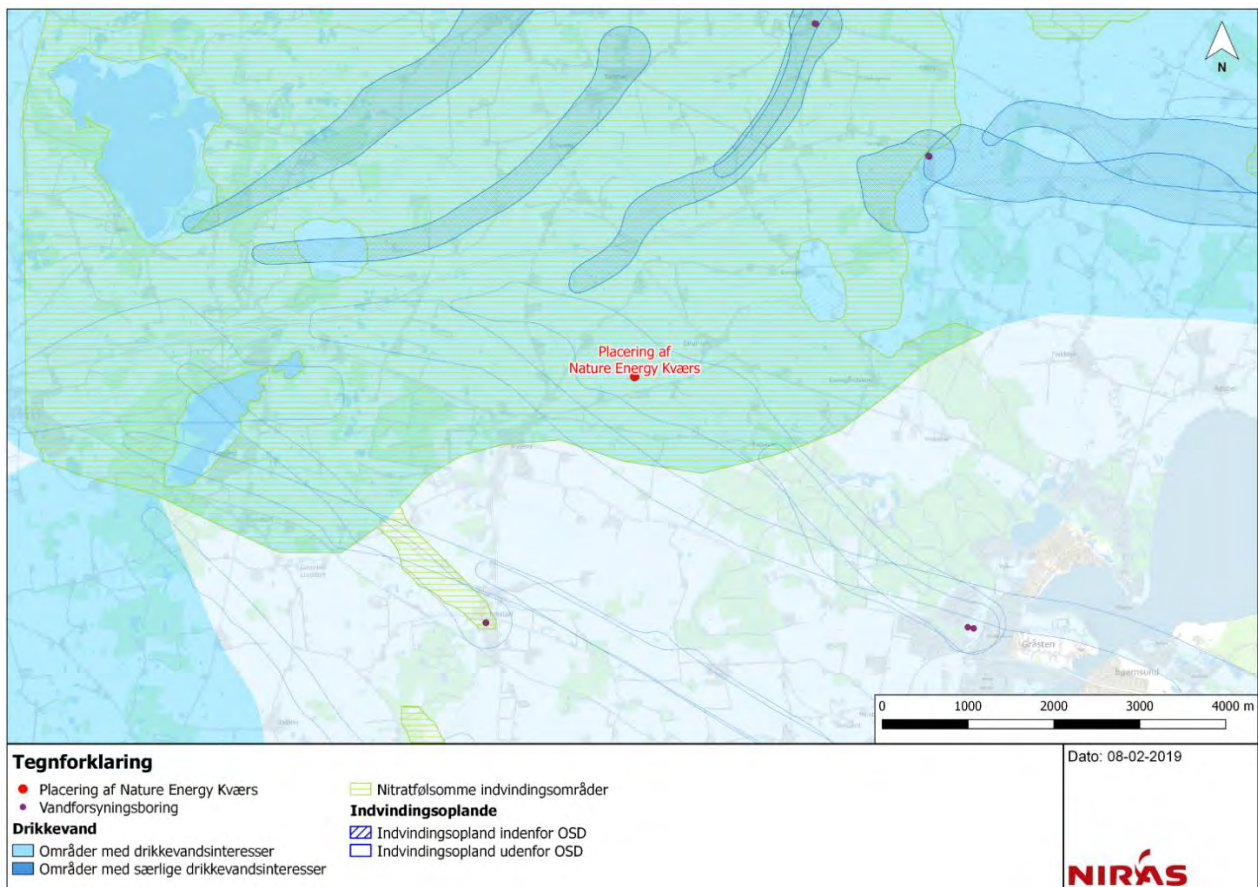 N
Placering af
Nature Energy Kværs
Gråsten
Egernsund
0 1000 2000 3000 4000 m
Tegnforklaring
Placering af Nature Energy Kværs
Vandforsyningsboring
Drikkevand
Områder med drikkevandsinteresser
Områder med særlige drikkevandsinteresser
Nitratfølsomme indvindingsområder
Indvindingsoplande
Indvindingsopland indenfor OSD
Indvindingsopland udenfor OSD
Dato: 08-02-2019
NIRAS